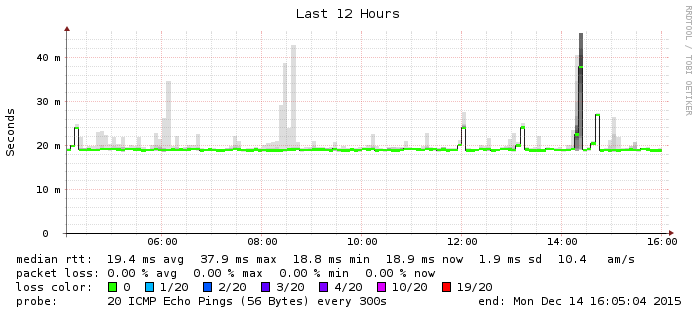 Last 12 Hours
RRDTOOL / TOBI OETIKER
Seconds
40 m
30 m
20 m
10 m
0
06:00 08:00 10:00 12:00 14:00 16:00
median rtt: 19.4 ms avg 37.9 ms max 18.8 ms min 18.9 ms now 1.9 ms sd 10.4 am/s
packet loss: 0.00 % avg 0.00 % max 0.00 % min 0.00 % now
loss color: 0 1/20 2/20 3/20 4/20 10/20 19/20
probe: 20 ICMP Echo Pings (56 Bytes) every 300s end: Mon Dec 14 16:05:04 2015